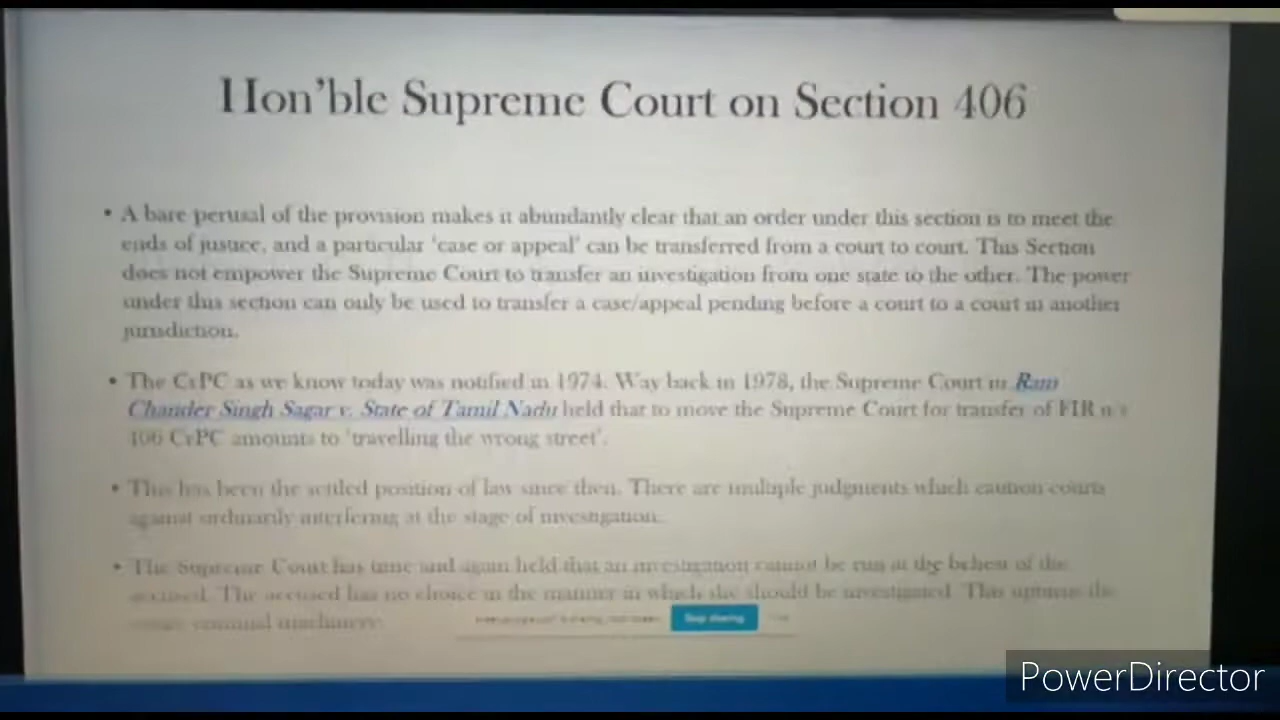 Hon'ble Supreme Court on Section 406
• A bare perusal of the provision makes it abundantly clear that an order under this section is to meet the
ends of justice, and a particular 'case or appeal' can be transferred from a court to court. This Section
does not empower the Supreme Court to transfer an investigation from one state to the other. The power
under this section can only be used to transfer a case/appeal pending before a court to a court in another
jurisdiction.
• The CrPC as we know today was notified in 1974. Way back in 1978, the Supreme Court in Ram
Chander Singh Sagar v. State of Tamil Nadu held that to move the Supreme Court for transfer of FIR
406 CrPC amounts to 'travelling the wrong street'.
• This has been the settled position of law since then. There are multiple judgments which caution courts
against ordinarily interfering at the stage of investigation.
• The Supreme Court has time and again held that an investigation cannot be run at the behest of the
accused. The accused has no choice in the manner in which she should be investigated. This the
criminal machinery.
Stop sharing
PowerDirector